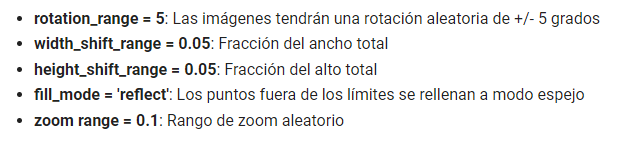 • rotation_range = 5: Las imágenes tendrán una rotación aleatoria de +/- 5 grados
• width_shift_range = 0.05: Fracción del ancho total
• height_shift_range = 0.05: Fracción del alto total
• fill_mode = 'reflect': Los puntos fuera de los límites se rellenan a modo espejo
• zoom range = 0.1: Rango de zoom aleatorio